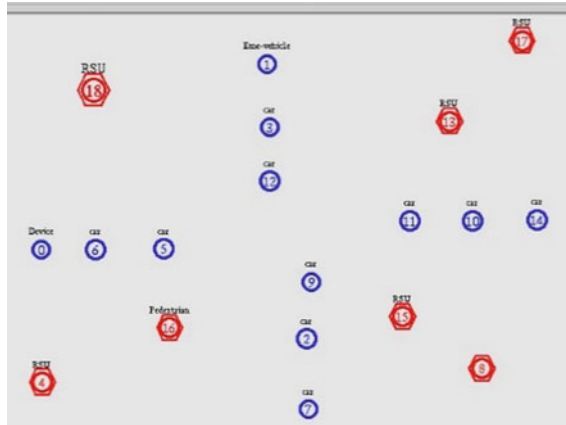 RSU
17
Eme-vehicle
1
RSU
18
RSU
13
car
3
car
12
car
11
car
10
car
14
Device
0
car
6
car
5
car
9
Pedestrian
16
RSU
15
car
2
8
RSU
4
car
7